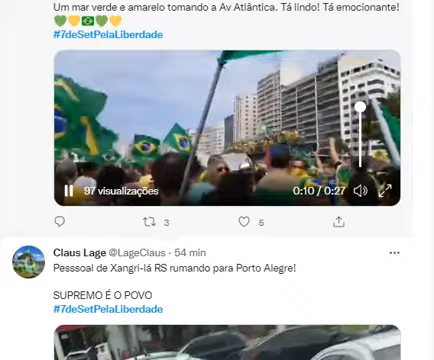 Um mar verde e amarelo tomando a Av Atlântica. Tá lindo! Tá emocionante!
💚💛🇧🇷💚💛
#7deSetPelaLiberdade
97 visualizações
0:10 / 0:27
3
5
Claus Lage @LageClaus · 54 min
Pesssoal de Xangri-lá RS rumando para Porto Alegre!
SUPREMO É O POVO
#7deSetPelaLiberdade